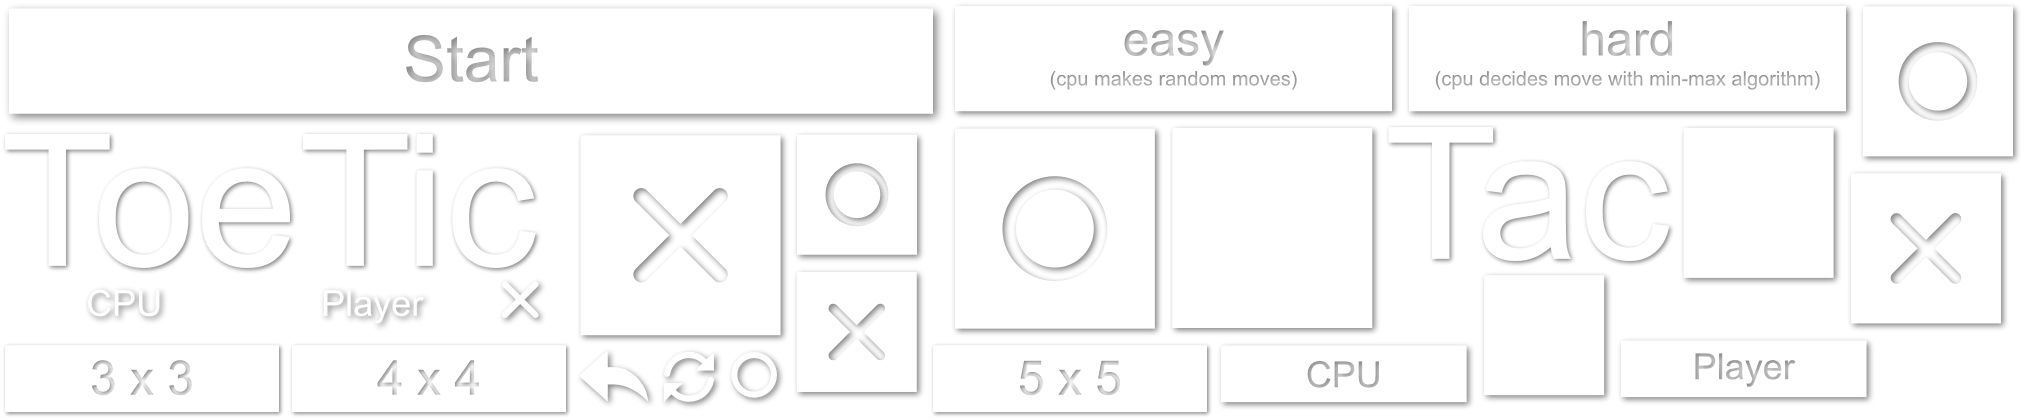 Start
easy
(cpu makes random moves)
hard
(cpu decides move with min-max algorithm)
Toe
Tic
Tac
CPU
Player
3 x 3
4 x 4
5 x 5
CPU
Player